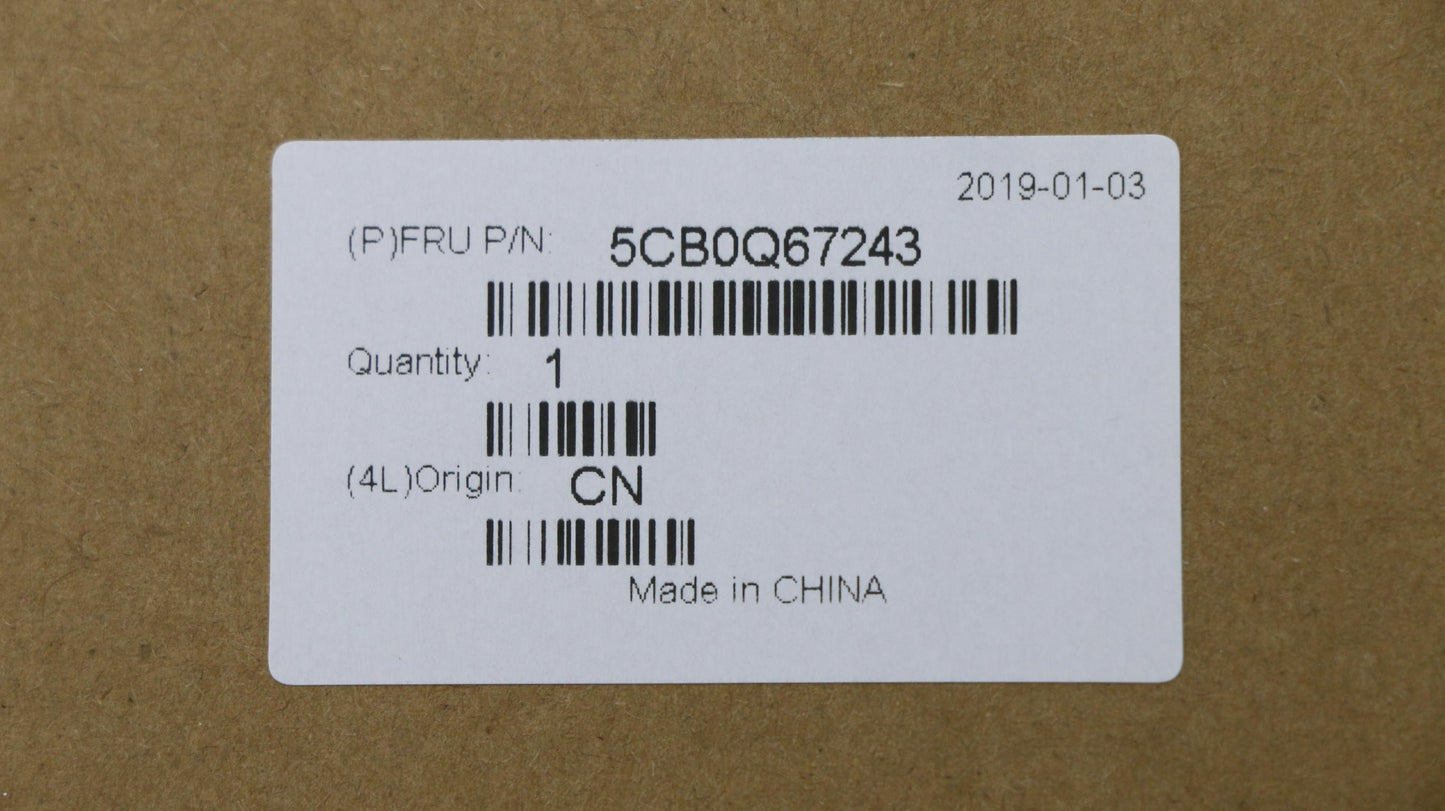 2019-01-03
(P)FRU P/N: 5CB0Q67243
Quantity: 1
(4L)Origin: CN
Made in CHINA